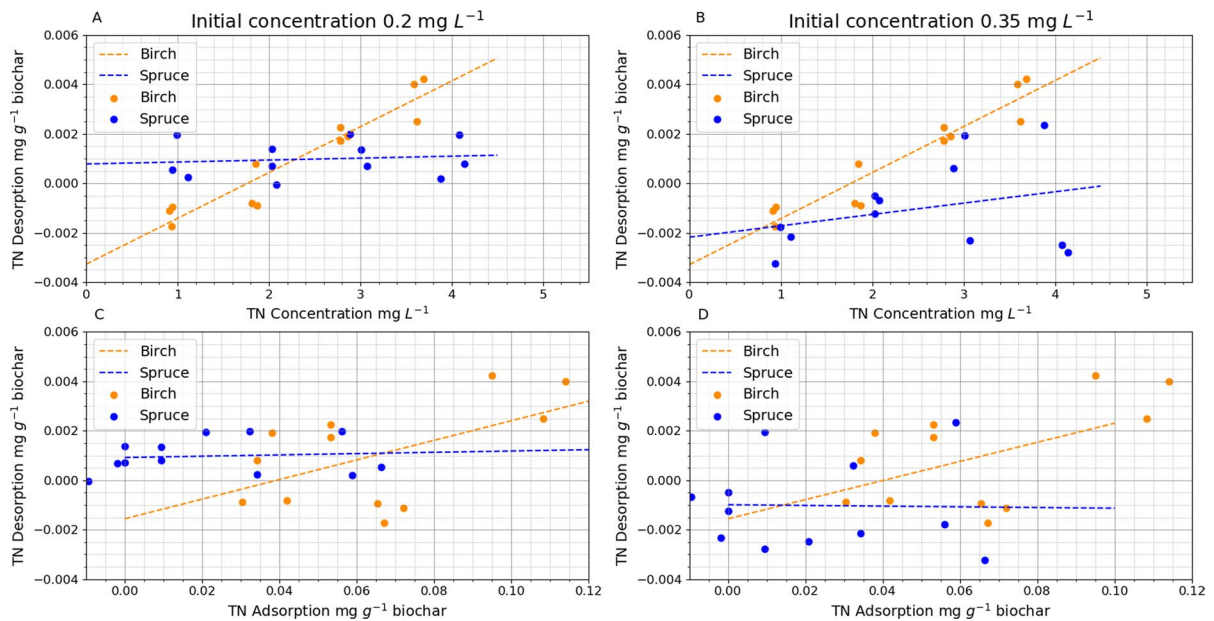 A Initial concentration 0.2 mg L⁻¹
TN Desorption mg g⁻¹ biochar
0.006
0.004
0.002
0.000
−0.002
−0.004
Birch
Spruce
Birch
Spruce
0 1 2 3 4 5
TN Concentration mg L⁻¹
B Initial concentration 0.35 mg L⁻¹
TN Desorption mg g⁻¹ biochar
0.006
0.004
0.002
0.000
−0.002
−0.004
Birch
Spruce
Birch
Spruce
0 1 2 3 4 5
TN Concentration mg L⁻¹
C
TN Desorption mg g⁻¹ biochar
0.006
0.004
0.002
0.000
−0.002
−0.004
Birch
Spruce
Birch
Spruce
0.00 0.02 0.04 0.06 0.08 0.10 0.12
TN Adsorption mg g⁻¹ biochar
D
TN Desorption mg g⁻¹ biochar
0.006
0.004
0.002
0.000
−0.002
−0.004
Birch
Spruce
Birch
Spruce
0.00 0.02 0.04 0.06 0.08 0.10 0.12
TN Adsorption mg g⁻¹ biochar